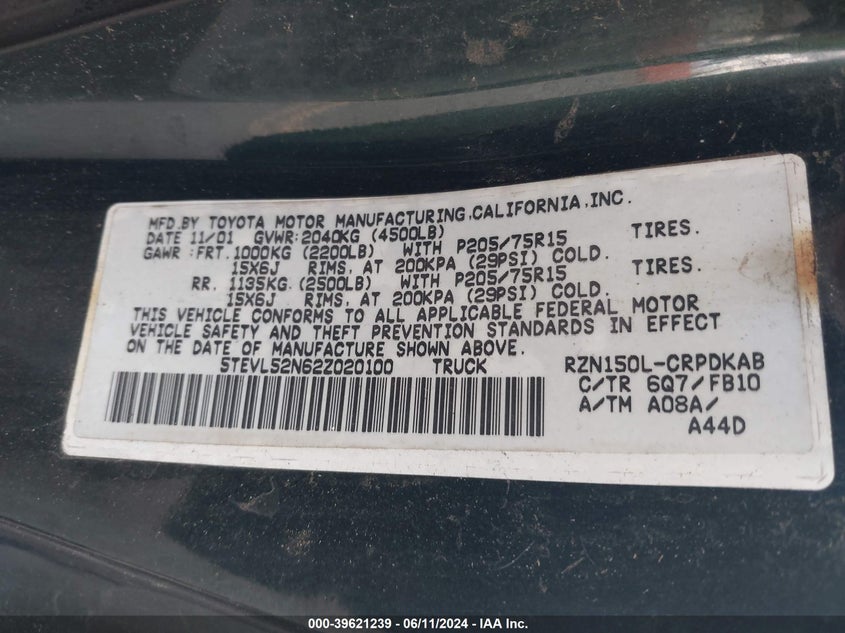 MFD.BY TOYOTA MOTOR MANUFACTURING,CALIFORNIA,INC.
DATE 11/01 GVWR:2040KG (4500LB)
GAWR :FRT.1000KG (2200LB) WITH P205/75R15 TIRES.
15X6J RIMS, AT 200KPA (29PSI) COLD.
RR. 1135KG.(2500LB) WITH P205/75R15 TIRES.
15X6J RIMS, AT 200KPA (29PSI) COLD.
THIS VEHICLE CONFORMS TO ALL APPLICABLE FEDERAL MOTOR
VEHICLE SAFETY AND THEFT PREVENTION STANDARDS IN EFFECT
ON THE DATE OF MANUFACTURE SHOWN ABOVE.
5TEVL52N62Z020100 TRUCK RZN150L-CRPDKAB
C/TR 6Q7/FB10
A/TM A08A/
A44D
000-39621239 - 06/11/2024 - IAA Inc.